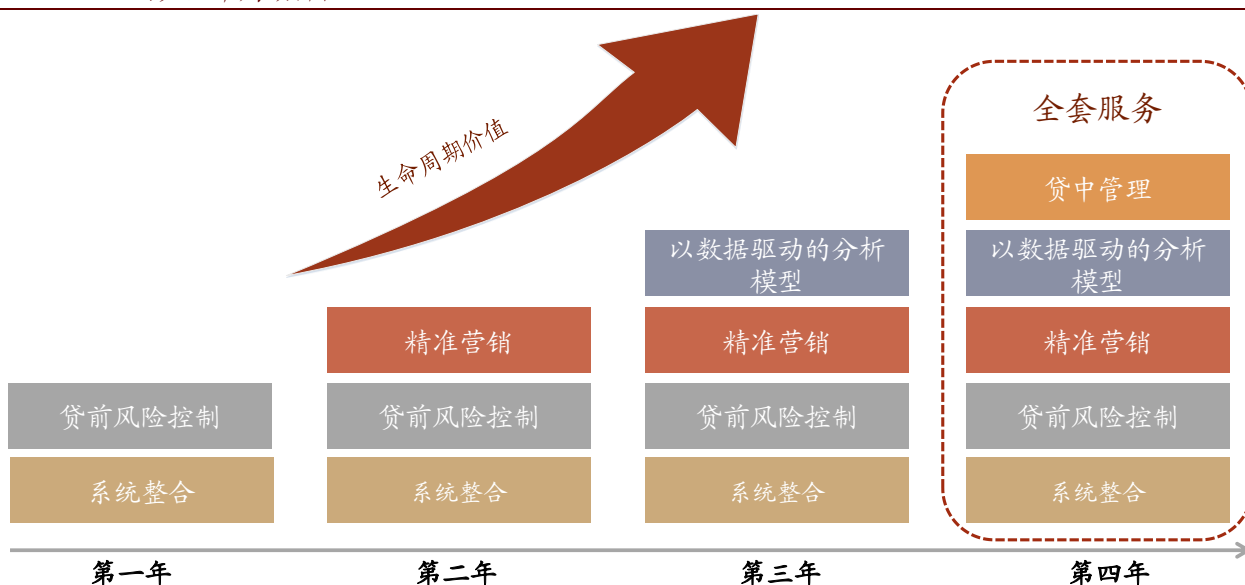 全套服务
生命周期价值
贷中管理
以数据驱动的分析
模型
以数据驱动的分析
模型
精准营销
精准营销
精准营销
贷前风险控制
贷前风险控制
贷前风险控制
贷前风险控制
系统整合
系统整合
系统整合
系统整合
第一年
第二年
第三年
第四年